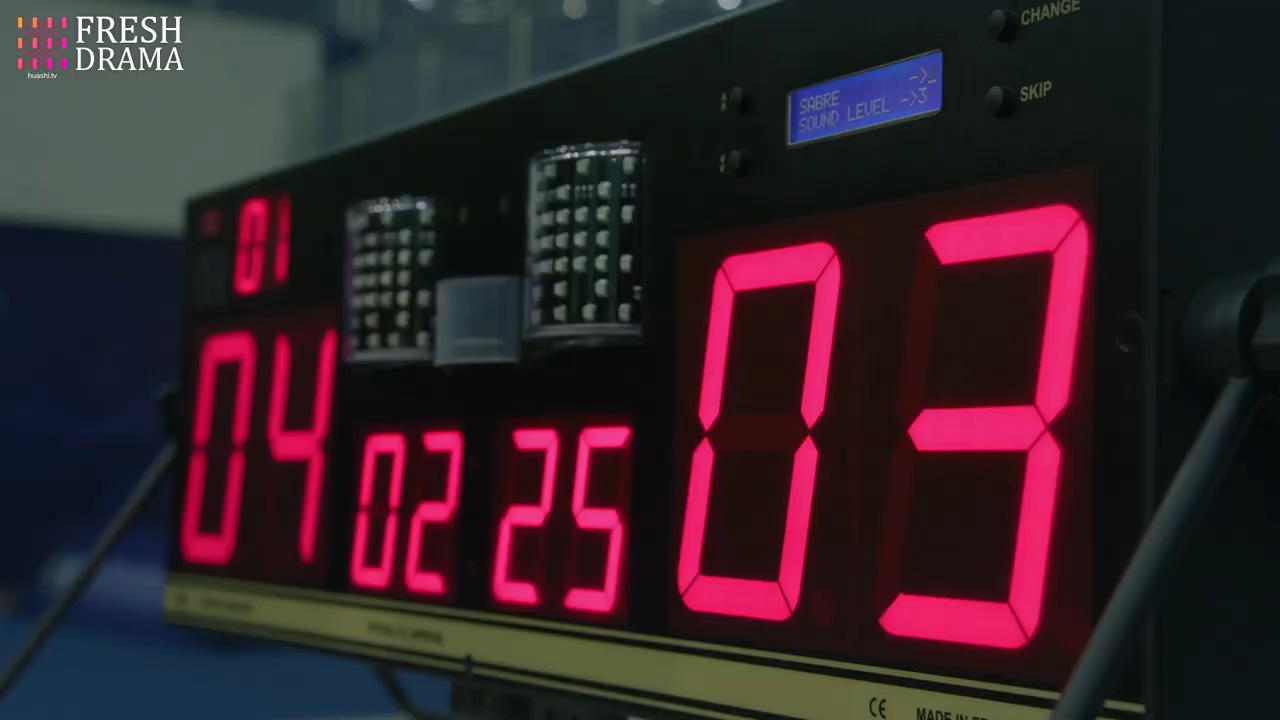 FRESH
DRAMA
huashi.tv
CHANGE
SKIP
SABRE ->_
SOUND LEVEL ->3
01
04
02 25
03
CE
MADE IN